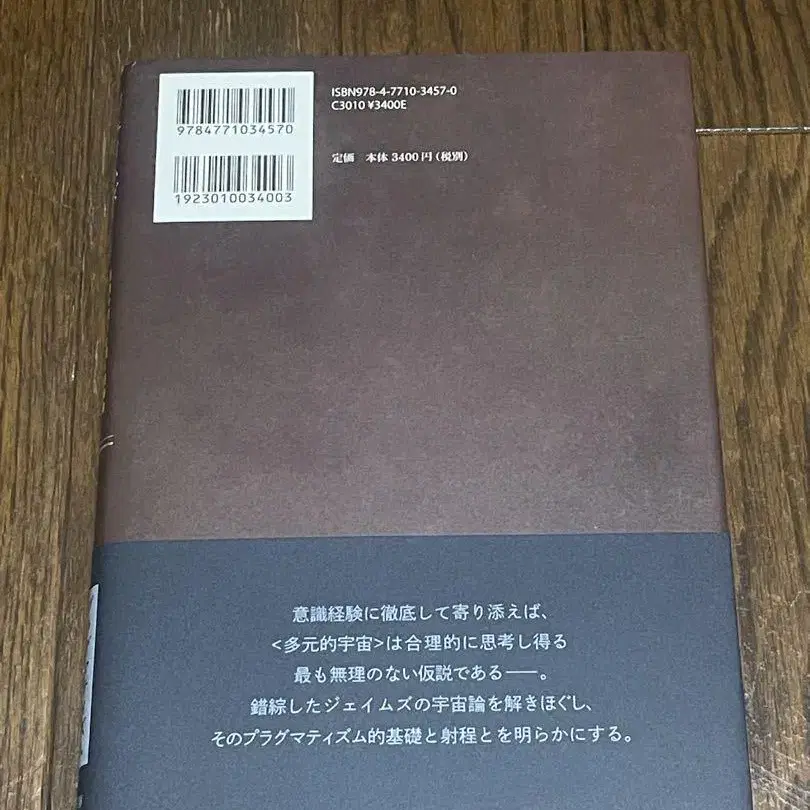 9784771034570
1923010034003
ISBN978-4-7710-3457-0
C3010 ¥3400E
定価 本体 3400円(税別)
意識経験に徹底して寄り添えば、
<多元的宇宙>は合理的に思考し得る
最も無理のない仮説である――。
錯綜したジェイムズの宇宙論を解きほぐし、
そのプラグマティズム的基礎と射程とを明らかにする。